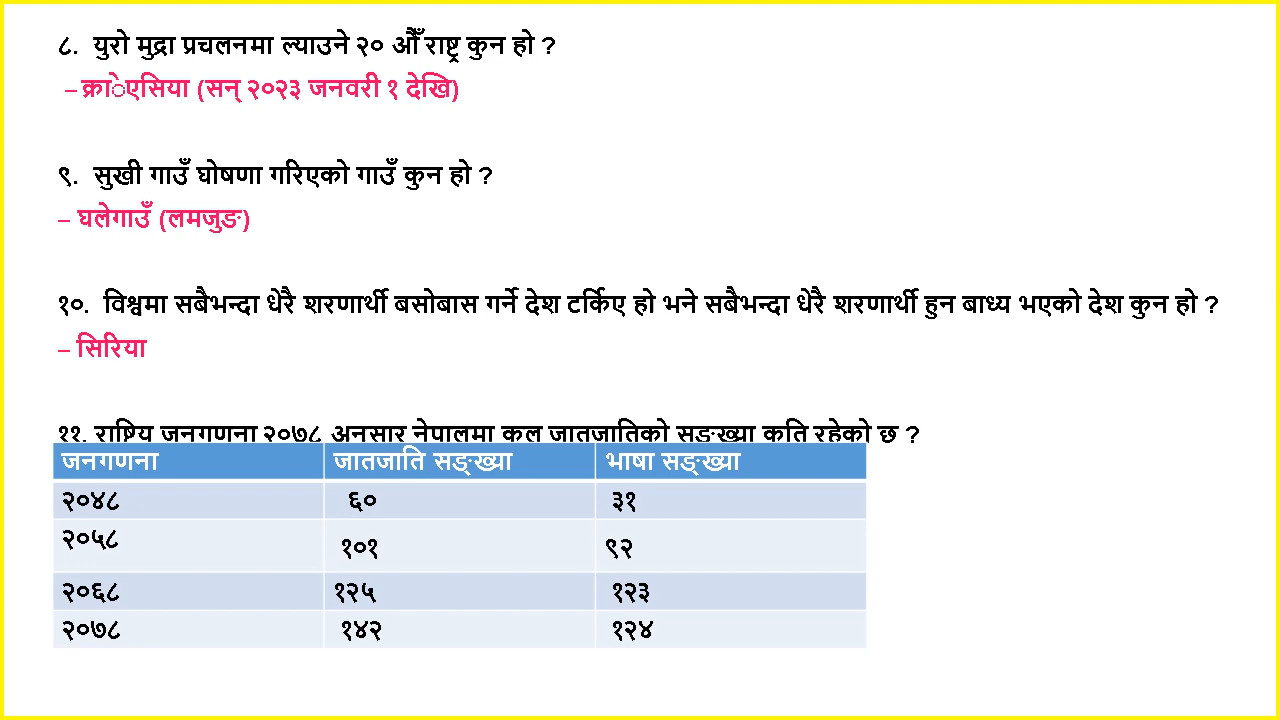 ८.  युरो मुद्रा प्रचलनमा ल्याउने २० औँ राष्ट्र कुन हो ?
– क्रोएसिया (सन् २०२३ जनवरी १ देखि)
९.  सुखी गाउँ घोषणा गरिएको गाउँ कुन हो ?
– घलेगाउँ (लमजुङ)
१०.  विश्वमा सबैभन्दा धेरै शरणार्थी बसोबास गर्ने देश टर्किए हो भने सबैभन्दा धेरै शरणार्थी हुन बाध्य भएको देश कुन हो ?
– सिरिया
११. राष्ट्रिय जनगणना २०७८ अनुसार नेपालमा कुल जातजातिको सङ्ख्या कति रहेको छ ?
जनगणना जातजाति सङ्ख्या भाषा सङ्ख्या
२०४८ ६० ३१
२०५८ १०१ ९२
२०६८ १२५ १२३
२०७८ १४२ १२४